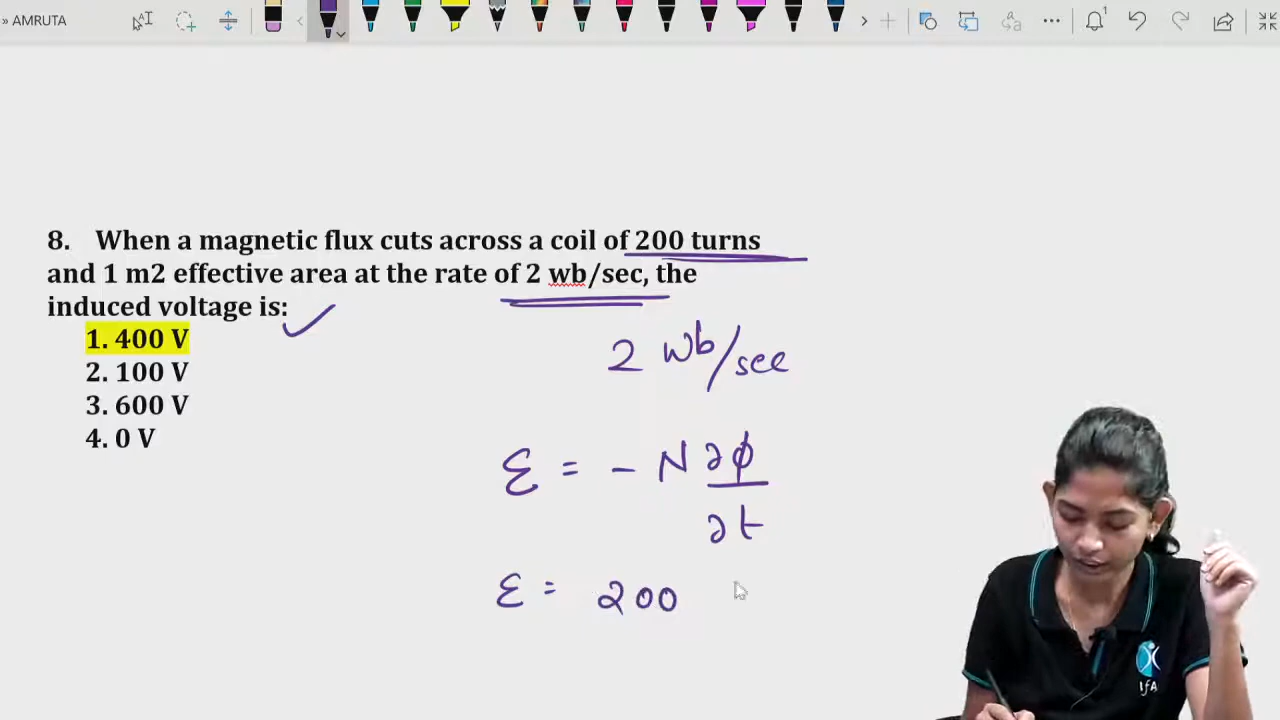 » AMRUTA
8. When a magnetic flux cuts across a coil of 200 turns
and 1 m2 effective area at the rate of 2 wb/sec, the
induced voltage is:
1. 400 V
2. 100 V
3. 600 V
4. 0 V
2 wb/sec
ε = - N ∂φ
∂t
ε = 200
IFA